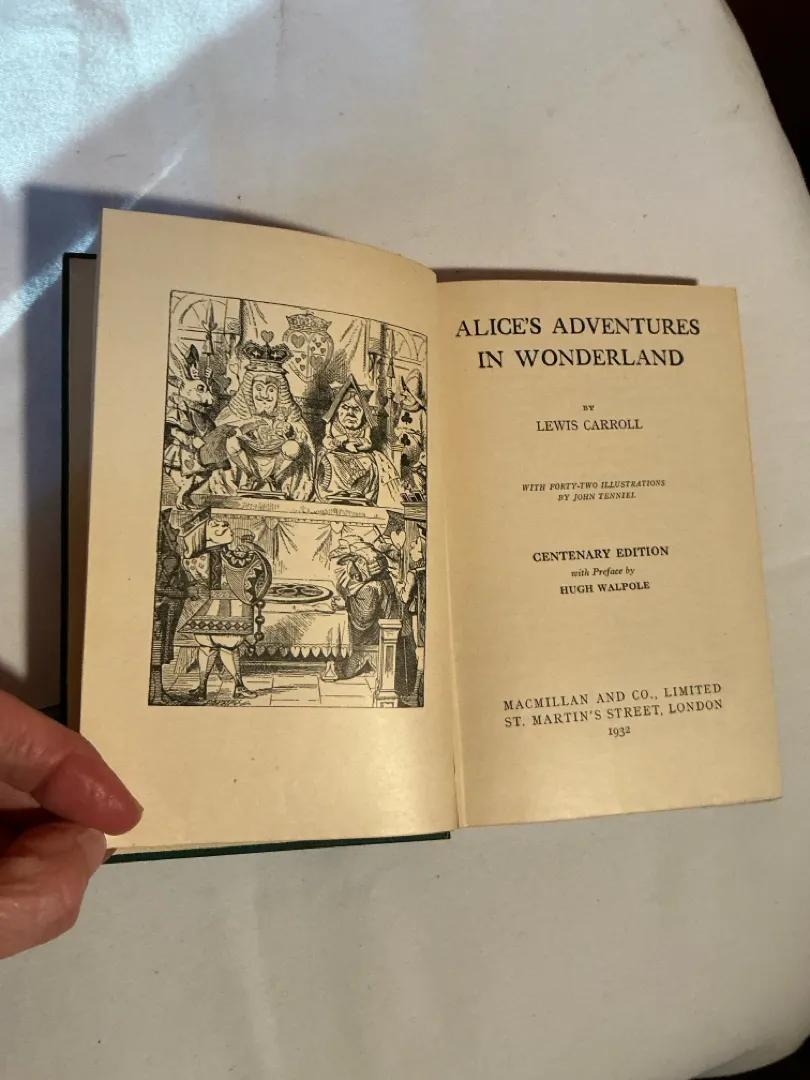 ALICE'S ADVENTURES
IN WONDERLAND
BY
LEWIS CARROLL
WITH FORTY-TWO ILLUSTRATIONS
BY JOHN TENNIEL
CENTENARY EDITION
with Preface by
HUGH WALPOLE
MACMILLAN AND CO., LIMITED
ST. MARTIN'S STREET, LONDON
1932